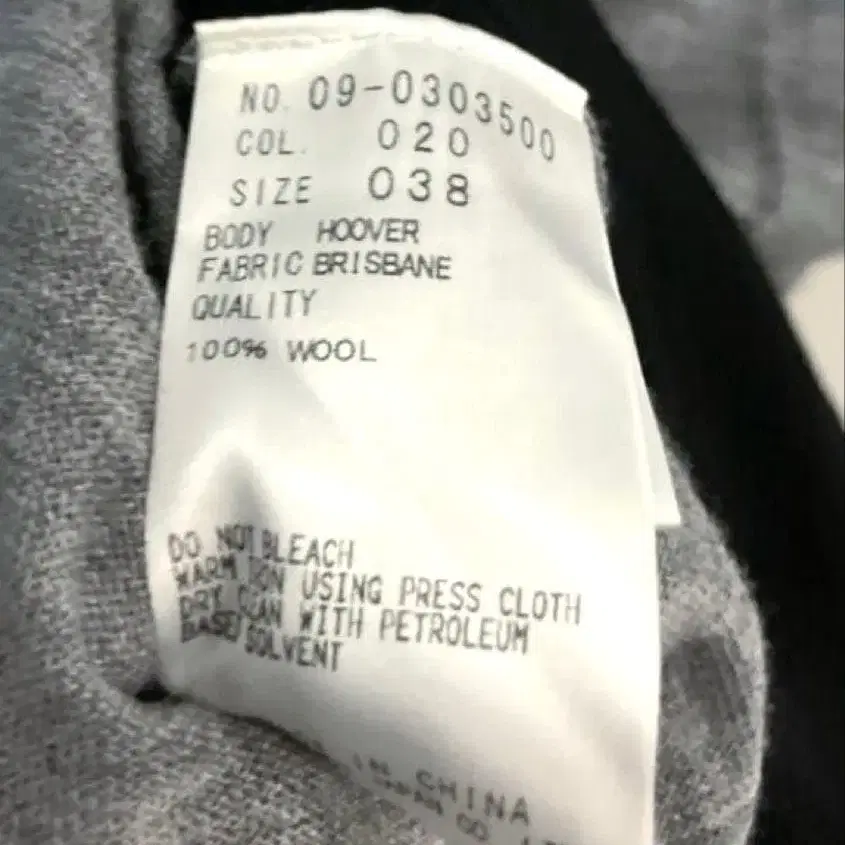 NO. 09-0303500
COL. 020
SIZE 038
BODY HOOVER
FABRIC BRISBANE
QUALITY
100% WOOL
DO NOT BLEACH
WARM IRON USING PRESS CLOTH
DRY CLEAN WITH PETROLEUM
BASED SOLVENT
IN CHINA